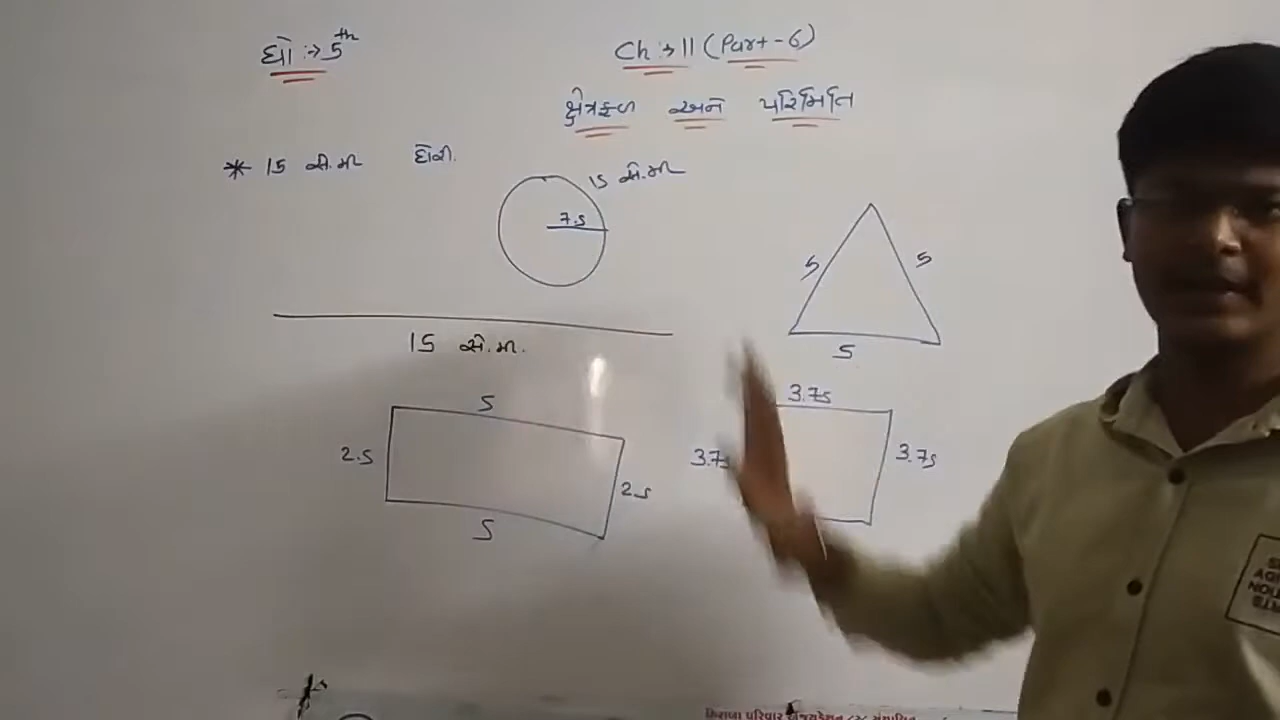 ધો :→ 5th
Ch :→ 11 (Part-6)
ક્ષેત્રફળ અને પરિમિતિ
* 15 સે.મી દોરી.
15 સે.મી
7.5
5
5
5
15 સે.મી.
5
2.5
2.5
5
3.75
3.75
3.75